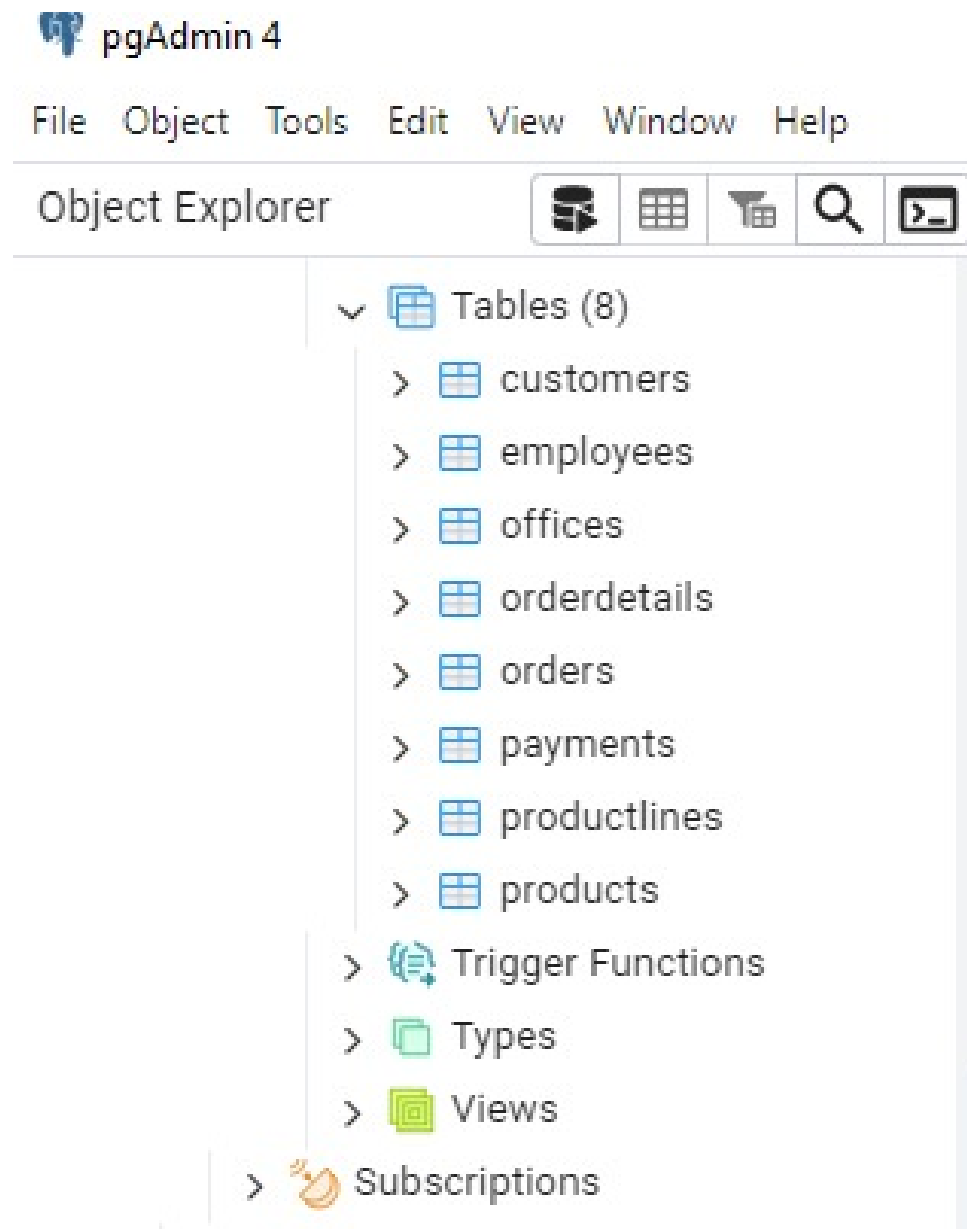 pgAdmin 4
File Object Tools Edit View Window Help
Object Explorer
Tables (8)
customers
employees
offices
orderdetails
orders
payments
productlines
products
Trigger Functions
Types
Views
Subscriptions